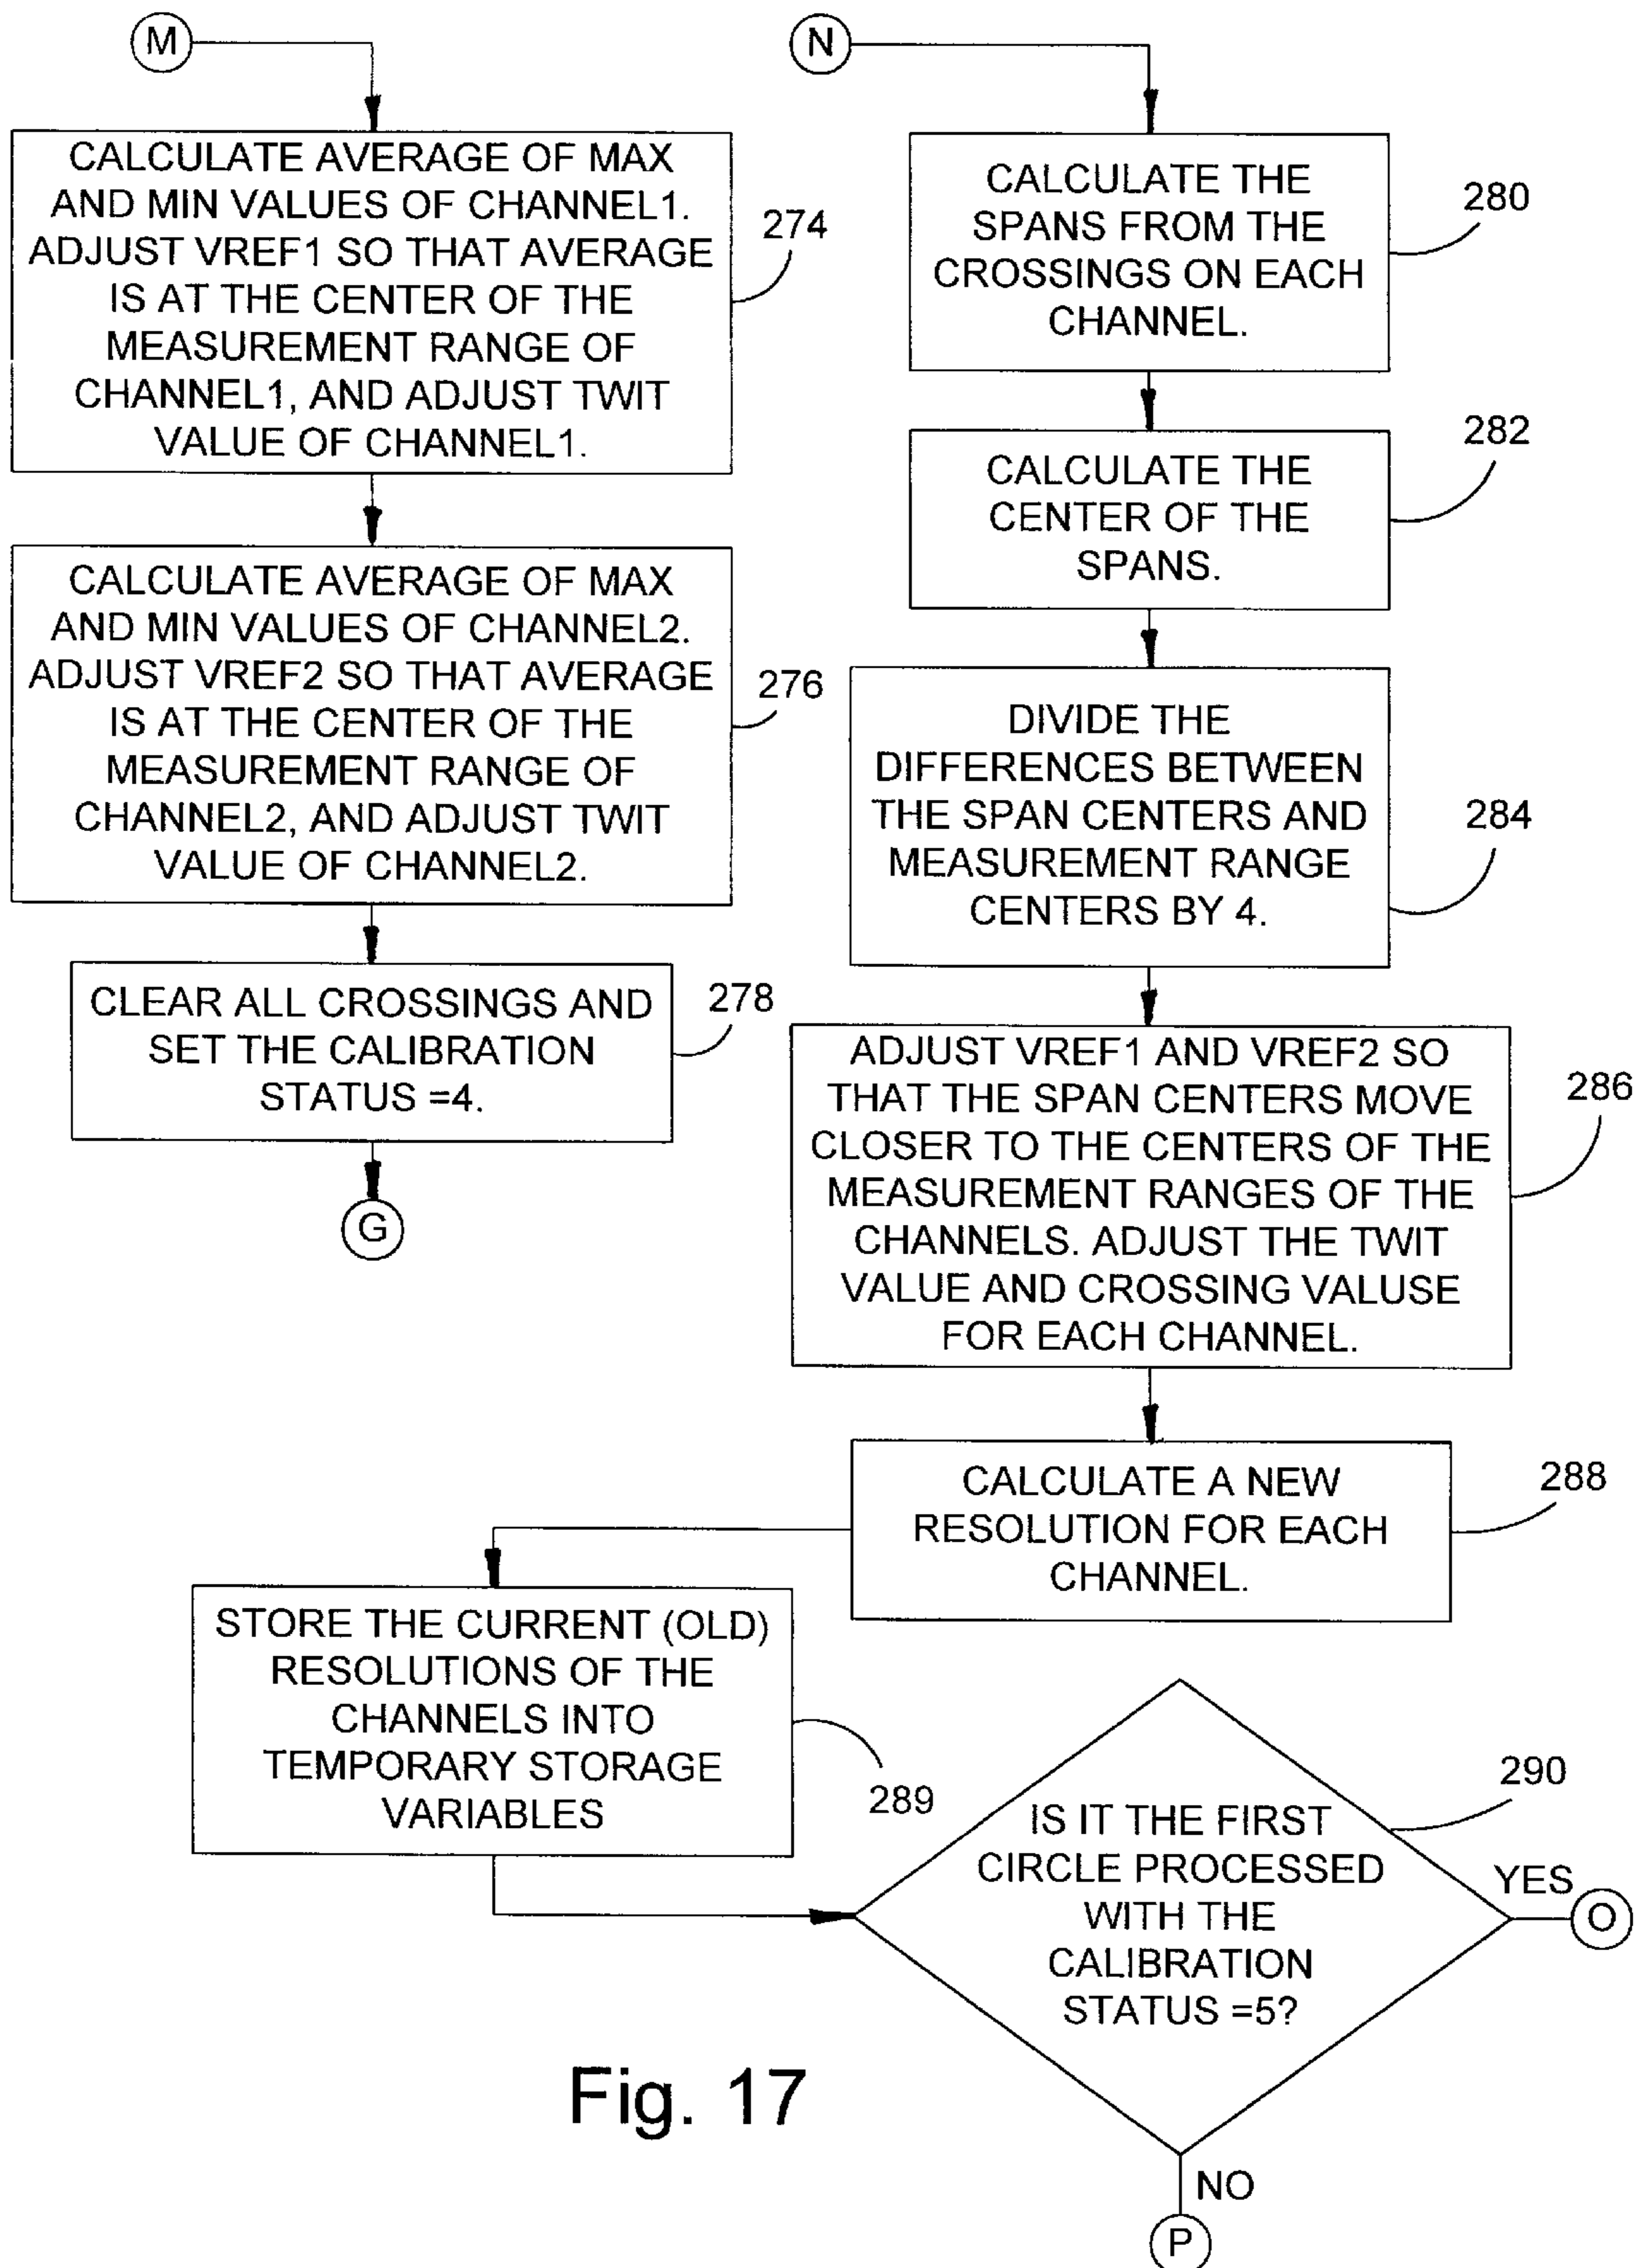 M
CALCULATE AVERAGE OF MAX
AND MIN VALUES OF CHANNEL1.
ADJUST VREF1 SO THAT AVERAGE
IS AT THE CENTER OF THE
MEASUREMENT RANGE OF
CHANNEL1, AND ADJUST TWIT
VALUE OF CHANNEL1.
274
CALCULATE AVERAGE OF MAX
AND MIN VALUES OF CHANNEL2.
ADJUST VREF2 SO THAT AVERAGE
IS AT THE CENTER OF THE
MEASUREMENT RANGE OF
CHANNEL2, AND ADJUST TWIT
VALUE OF CHANNEL2.
276
CLEAR ALL CROSSINGS AND
SET THE CALIBRATION
STATUS =4.
278
G
N
CALCULATE THE
SPANS FROM THE
CROSSINGS ON EACH
CHANNEL.
280
CALCULATE THE
CENTER OF THE
SPANS.
282
DIVIDE THE
DIFFERENCES BETWEEN
THE SPAN CENTERS AND
MEASUREMENT RANGE
CENTERS BY 4.
284
ADJUST VREF1 AND VREF2 SO
THAT THE SPAN CENTERS MOVE
CLOSER TO THE CENTERS OF THE
MEASUREMENT RANGES OF THE
CHANNELS. ADJUST THE TWIT
VALUE AND CROSSING VALUSE
FOR EACH CHANNEL.
286
CALCULATE A NEW
RESOLUTION FOR EACH
CHANNEL.
288
STORE THE CURRENT (OLD)
RESOLUTIONS OF THE
CHANNELS INTO
TEMPORARY STORAGE
VARIABLES
289
IS IT THE FIRST
CIRCLE PROCESSED
WITH THE
CALIBRATION
STATUS =5?
290
YES
O
NO
P
Fig. 17